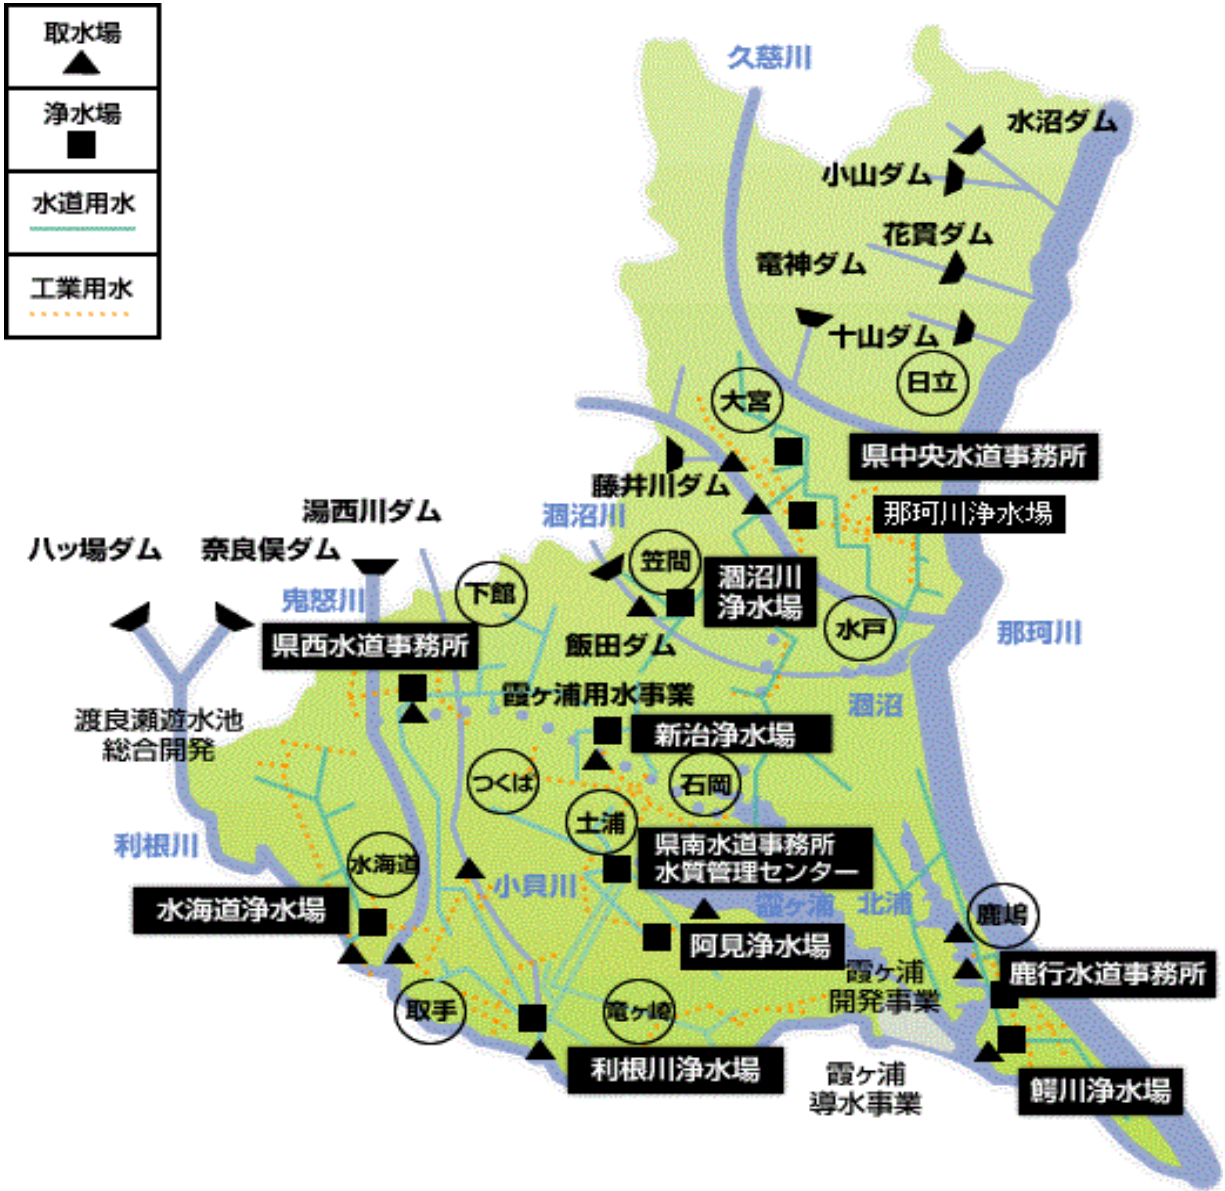 取水場
浄水場
水道用水
工業用水
久慈川
水沼ダム
小山ダム
花貫ダム
竜神ダム
十山ダム
日立
大宮
県中央水道事務所
藤井川ダム
那珂川浄水場
湯西川ダム
涸沼川
八ッ場ダム
奈良俣ダム
笠間
涸沼川
浄水場
下館
鬼怒川
水戸
那珂川
県西水道事務所
飯田ダム
霞ヶ浦用水事業
涸沼
渡良瀬遊水池
総合開発
新治浄水場
つくば
石岡
土浦
利根川
県南水道事務所
水質管理センター
水海道
小貝川
霞ヶ浦
北浦
水海道浄水場
鹿嶋
阿見浄水場
霞ヶ浦
開発事業
鹿行水道事務所
取手
竜ヶ崎
利根川浄水場
霞ヶ浦
導水事業
鰐川浄水場